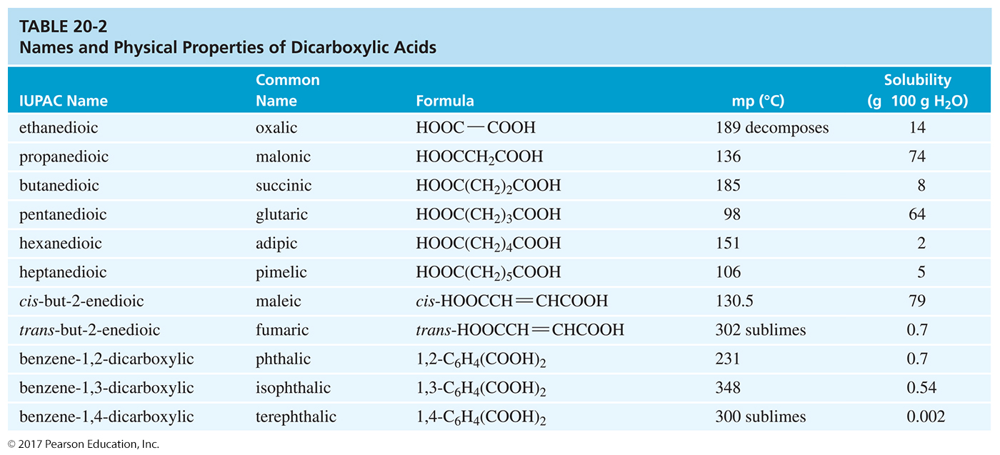 TABLE 20-2
Names and Physical Properties of Dicarboxylic Acids
Common Solubility
IUPAC Name Name Formula mp (°C) (g 100 g H₂O)
ethanedioic oxalic HOOC—COOH 189 decomposes 14
propanedioic malonic HOOCCH₂COOH 136 74
butanedioic succinic HOOC(CH₂)₂COOH 185 8
pentanedioic glutaric HOOC(CH₂)₃COOH 98 64
hexanedioic adipic HOOC(CH₂)₄COOH 151 2
heptanedioic pimelic HOOC(CH₂)₅COOH 106 5
cis-but-2-enedioic maleic cis-HOOCCH=CHCOOH 130.5 79
trans-but-2-enedioic fumaric trans-HOOCCH=CHCOOH 302 sublimes 0.7
benzene-1,2-dicarboxylic phthalic 1,2-C₆H₄(COOH)₂ 231 0.7
benzene-1,3-dicarboxylic isophthalic 1,3-C₆H₄(COOH)₂ 348 0.54
benzene-1,4-dicarboxylic terephthalic 1,4-C₆H₄(COOH)₂ 300 sublimes 0.002
© 2017 Pearson Education, Inc.